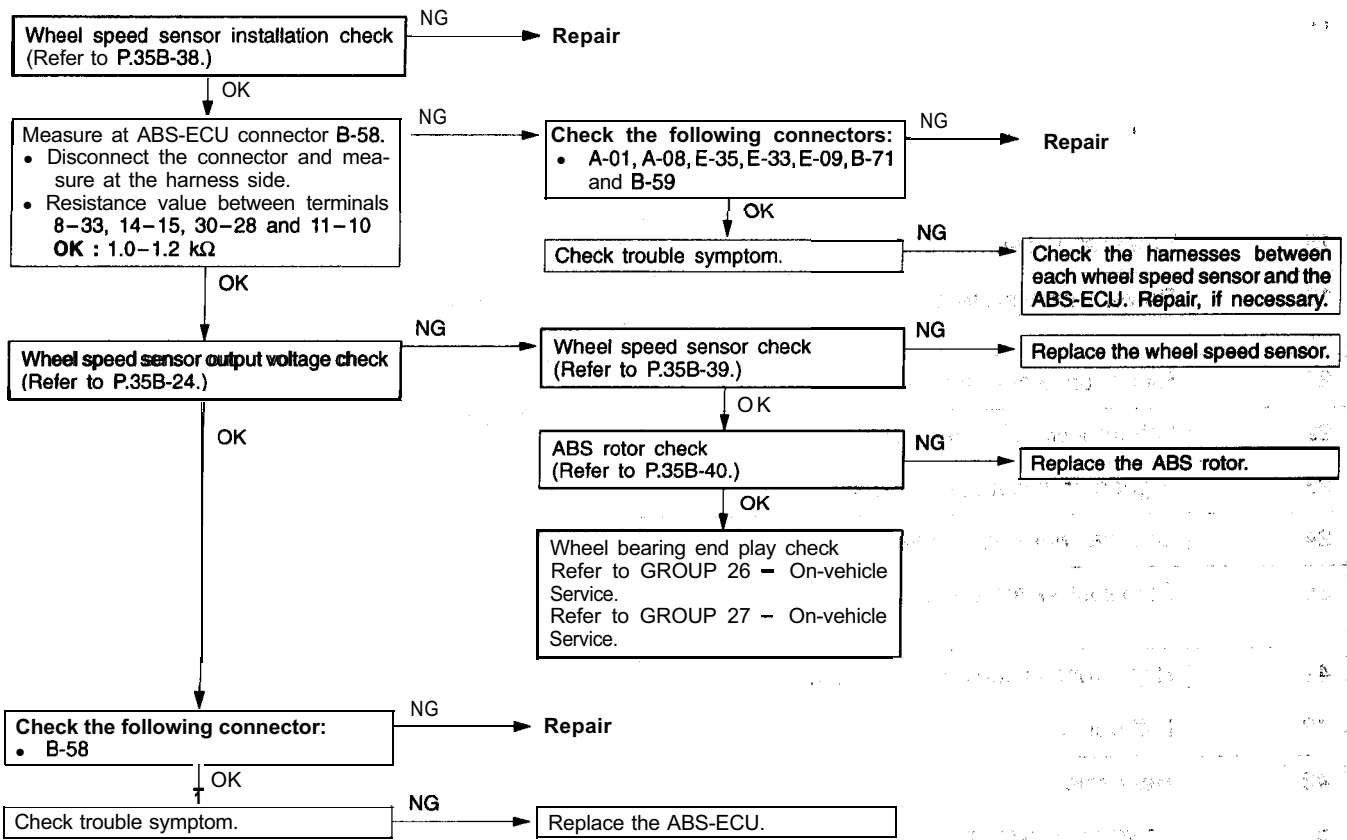 NG
Wheel speed sensor installation check
(Refer to P.35B-38.)
Repair
OK
NG
Measure at ABS-ECU connector B-58.
• Disconnect the connector and mea-
sure at the harness side.
• Resistance value between terminals
8–33, 14–15, 30–28 and 11–10
OK : 1.0–1.2 kΩ
Check the following connectors:
• A-01, A-08, E-35, E-33, E-09, B-71
and B-59
NG
Repair
OK
Check trouble symptom.
NG
Check the harnesses between
each wheel speed sensor and the
ABS-ECU. Repair, if necessary.
OK
Wheel speed sensor output voltage check
(Refer to P.35B-24.)
NG
Wheel speed sensor check
(Refer to P.35B-39.)
NG
Replace the wheel speed sensor.
OK
OK
ABS rotor check
(Refer to P.35B-40.)
NG
Replace the ABS rotor.
OK
Wheel bearing end play check
Refer to GROUP 26 – On-vehicle
Service.
Refer to GROUP 27 – On-vehicle
Service.
Check the following connector:
• B-58
NG
Repair
OK
Check trouble symptom.
NG
Replace the ABS-ECU.